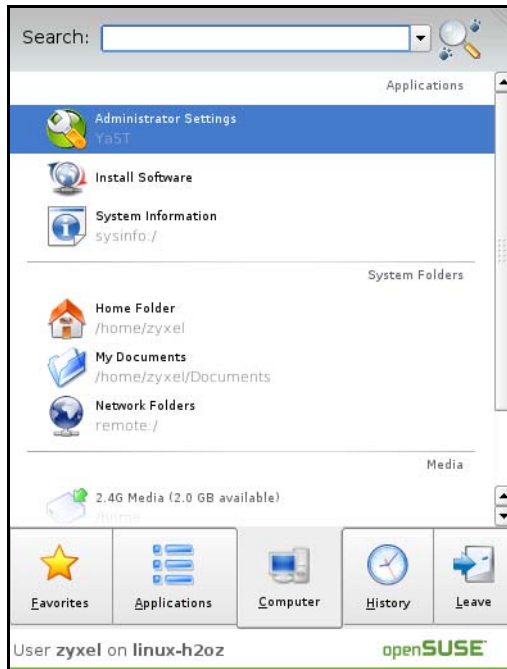 Search:
Applications
Administrator Settings
YaST
Install Software
System Information
sysinfo:/
System Folders
Home Folder
/home/zyxel
My Documents
/home/zyxel/Documents
Network Folders
remote:/
Media
2.4G Media (2.0 GB available)
/home
Favorites
Applications
Computer
History
Leave
User zyxel on linux-h2oz
openSUSE